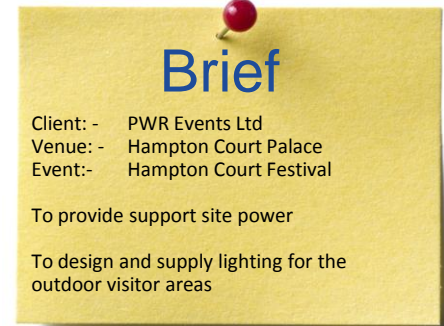 Brief
Client: - PWR Events Ltd
Venue: - Hampton Court Palace
Event:- Hampton Court Festival
To provide support site power
To design and supply lighting for the
outdoor visitor areas